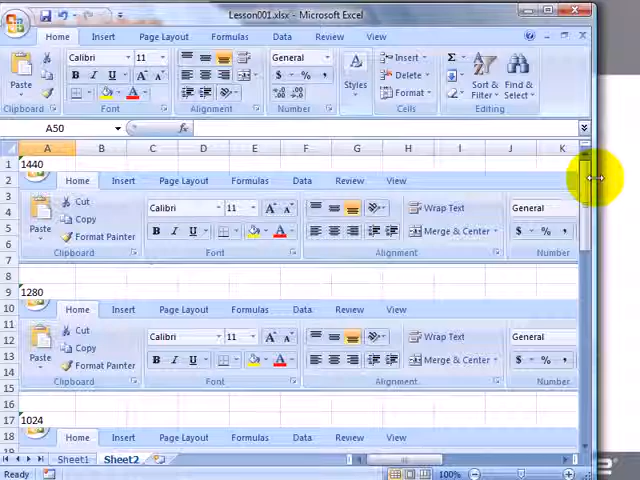 Lesson001.xlsx - Microsoft Excel
Home Insert Page Layout Formulas Data Review View
Calibri 11 General Insert
Paste B I U A A $ % , Styles Delete Sort & Filter Find & Select
A Format
Clipboard Font Alignment Number Cells Editing
A50 fx
A B C D E F G H I J K
1 1440
2 Home Insert Page Layout Formulas Data Review View
3 Cut Calibri 11 A A Wrap Text General
4 Copy
5 Paste Format Painter B I U A Merge & Center $ % ,
6
7 Clipboard Font Alignment Number
8
9 1280
10 Home Insert Page Layout Formulas Data Review View
11 Cut Calibri 11 A A Wrap Text General
12 Copy
13 Paste Format Painter B I U A Merge & Center $ % ,
14
15 Clipboard Font Alignment Number
16
17 1024
18 Home Insert Page Layout Formulas Data Review View
Sheet1 Sheet2
Ready 100%